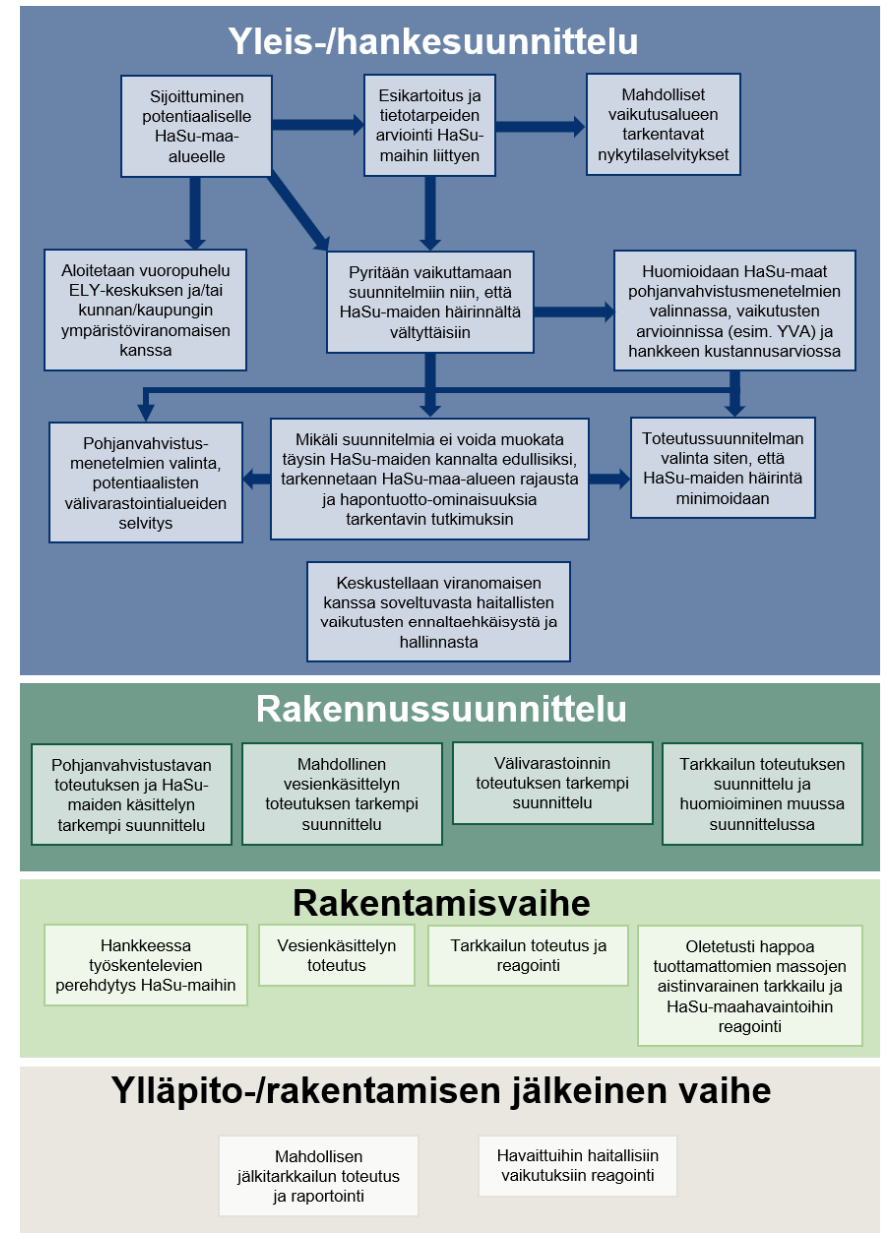 Yleis-/hankesuunnittelu
Sijoittuminen
potentiaaliselle
HaSu-maa-
alueelle
Esikartoitus ja
tietotarpeiden
arviointi HaSu-
maihin liittyen
Mahdolliset
vaikutusalueen
tarkentavat
nykytilaselvitykset
Aloitetaan vuoropuhelu
ELY-keskuksen ja/tai
kunnan/kaupungin
ympäristöviranomaisen
kanssa
Pyritään vaikuttamaan
suunnitelmiin niin, että
HaSu-maiden häirinnältä
vältyttäisiin
Huomioidaan HaSu-maat
pohjanvahvistusmenetelmien
valinnassa, vaikutusten
arvioinnissa (esim. YVA) ja
hankkeen kustannusarviossa
Pohjanvahvistus-
menetelmien valinta,
potentiaalisten
välivarastointialueiden
selvitys
Mikäli suunnitelmia ei voida muokata
täysin HaSu-maiden kannalta edullisiksi,
tarkennetaan HaSu-maa-alueen rajausta
ja hapontuotto-ominaisuuksia
tarkentavin tutkimuksin
Toteutussuunnitelman
valinta siten, että
HaSu-maiden häirintä
minimoidaan
Keskustellaan viranomaisen
kanssa soveltuvasta haitallisten
vaikutusten ennaltaehkäisystä ja
hallinnasta
Rakennussuunnittelu
Pohjanvahvistustavan
toteutuksen ja HaSu-
maiden käsittelyn
tarkempi suunnittelu
Mahdollinen
vesienkäsittelyn
toteutuksen tarkempi
suunnittelu
Välivarastoinnin
toteutuksen tarkempi
suunnittelu
Tarkkailun toteutuksen
suunnittelu ja
huomioiminen muussa
suunnittelussa
Rakentamisvaihe
Hankkeessa
työskentelevien
perehdytys HaSu-maihin
Vesienkäsittelyn
toteutus
Tarkkailun toteutus ja
reagointi
Oletetusti happoa
tuottamattomien massojen
aistinvarainen tarkkailu ja
HaSu-maahavaintoihin
reagointi
Ylläpito-/rakentamisen jälkeinen vaihe
Mahdollisen
jälkitarkkailun toteutus
ja raportointi
Havaittuihin haitallisiin
vaikutuksiin reagointi